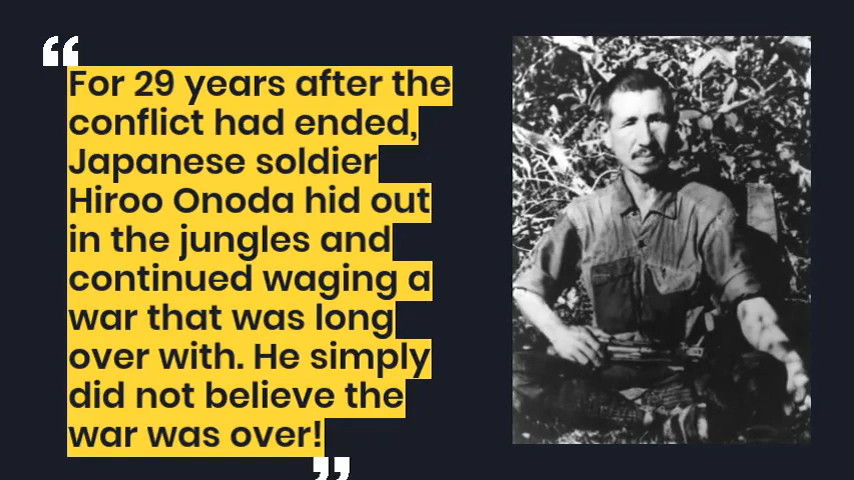 “
For 29 years after the
conflict had ended,
Japanese soldier
Hiroo Onoda hid out
in the jungles and
continued waging a
war that was long
over with. He simply
did not believe the
war was over!
”